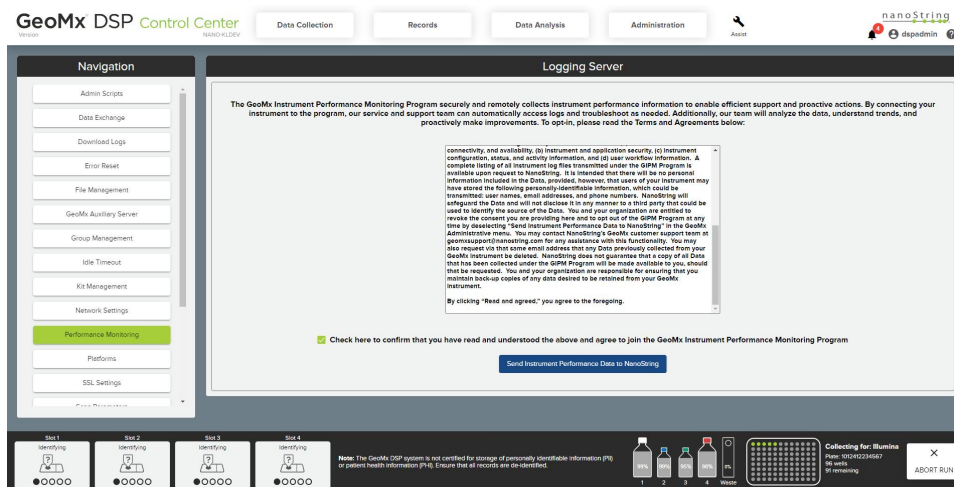 GeoMx DSP Control Center
Version
NANO-KLDEV
Data Collection
Records
Data Analysis
Administration
Assist
nanoString
4
dspadmin
?
Navigation
Admin Scripts
Data Exchange
Download Logs
Error Reset
File Management
GeoMx Auxiliary Server
Group Management
Idle Timeout
Kit Management
Network Settings
Performance Monitoring
Platforms
SSL Settings
Logging Server
The GeoMx Instrument Performance Monitoring Program securely and remotely collects instrument performance information to enable efficient support and proactive actions. By connecting your
instrument to the program, our service and support team can automatically access logs and troubleshoot as needed. Additionally, our team will analyze the data, understand trends, and
proactively make improvements. To opt-in, please read the Terms and Agreements below:
connectivity, and availability, (b) instrument and application security, (c) instrument
configuration, status, and activity information, and (d) user workflow information. A
complete listing of all instrument log files transmitted under the GIPM Program is
available upon request to NanoString. It is intended that there will be no personal
information included in the Data, provided, however, that users of your instrument may
have stored the following personally-identifiable information, which could be
transmitted: user names, email addresses, and phone numbers. NanoString will
safeguard the Data and will not disclose it in any manner to a third party that could be
used to identify the source of the Data. You and your organization are entitled to
revoke the consent you are providing here and to opt out of the GIPM Program at any
time by deselecting "Send Instrument Performance Data to NanoString" in the GeoMx
Administrative menu. You may contact NanoString's GeoMx customer support team at
geomxsupport@nanostring.com for any assistance with this functionality. You may
also request via that same email address that any Data previously collected from your
GeoMx instrument be deleted. NanoString does not guarantee that a copy of all Data
that has been collected under the GIPM Program will be made available to you, should
that be requested. You and your organization are responsible for ensuring that you
maintain back-up copies of any data desired to be retained from your GeoMx
instrument.
By clicking "Read and agreed," you agree to the foregoing.
Check here to confirm that you have read and understood the above and agree to join the GeoMx Instrument Performance Monitoring Program
Send Instrument Performance Data to NanoString
Slot 1
Identifying
?
Slot 2
Identifying
?
Slot 3
Identifying
?
Slot 4
Identifying
?
Note: The GeoMx DSP system is not certified for storage of personally identifiable information (PII)
or patient health information (PHI). Ensure that all records are de-identified.
99% 99% 95% 98% 0%
1 2 3 4 Waste
Collecting for: Illumina
Plate: 1012412234567
96 wells
91 remaining
ABORT RUN